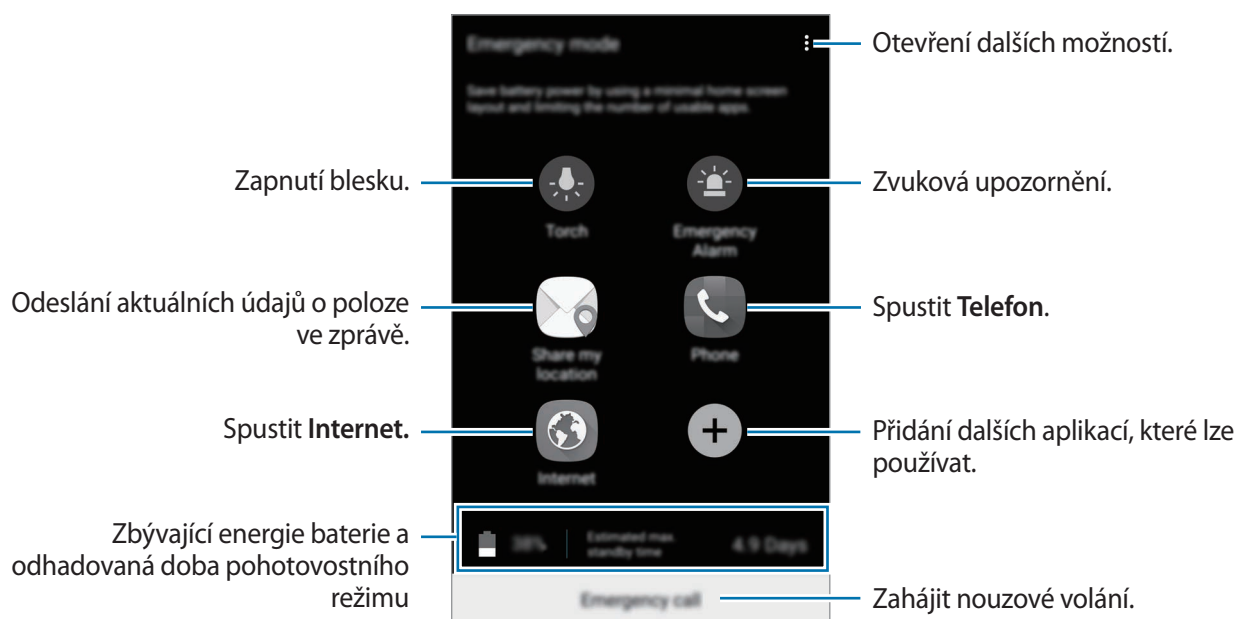 Emergency mode
Otevření dalších možností.
Save battery power by using a minimal home screen
layout and limiting the number of usable apps.
Zapnutí blesku.
Zvuková upozornění.
Torch
Emergency
Alarm
Odeslání aktuálních údajů o poloze
ve zprávě.
Spustit Telefon.
Share my
location
Phone
Spustit Internet.
Přidání dalších aplikací, které lze
používat.
Internet
Zbývající energie baterie a
odhadovaná doba pohotovostního
režimu
38%
Estimated max.
standby time
4.9 Days
Emergency call
Zahájit nouzové volání.